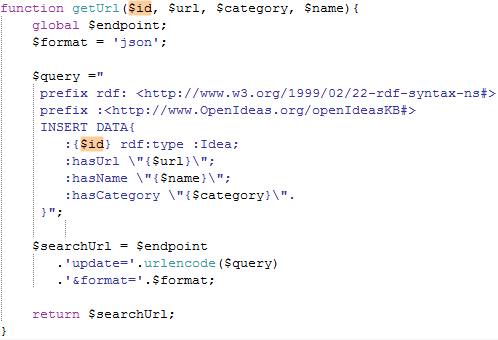 function getUrl($id, $url, $category, $name){
    global $endpoint;
    $format = 'json';

    $query ="
     prefix rdf: <http://www.w3.org/1999/02/22-rdf-syntax-ns#>
     prefix :<http://www.OpenIdeas.org/openIdeasKB#>
     INSERT DATA{
        :{$id} rdf:type :Idea;
        :hasUrl \"{$url}\";
        :hasName \"{$name}\";
        :hasCategory \"{$category}\".
     }";

    $searchUrl = $endpoint
       .'update='.urlencode($query)
       .'&format='.$format;

    return $searchUrl;
}